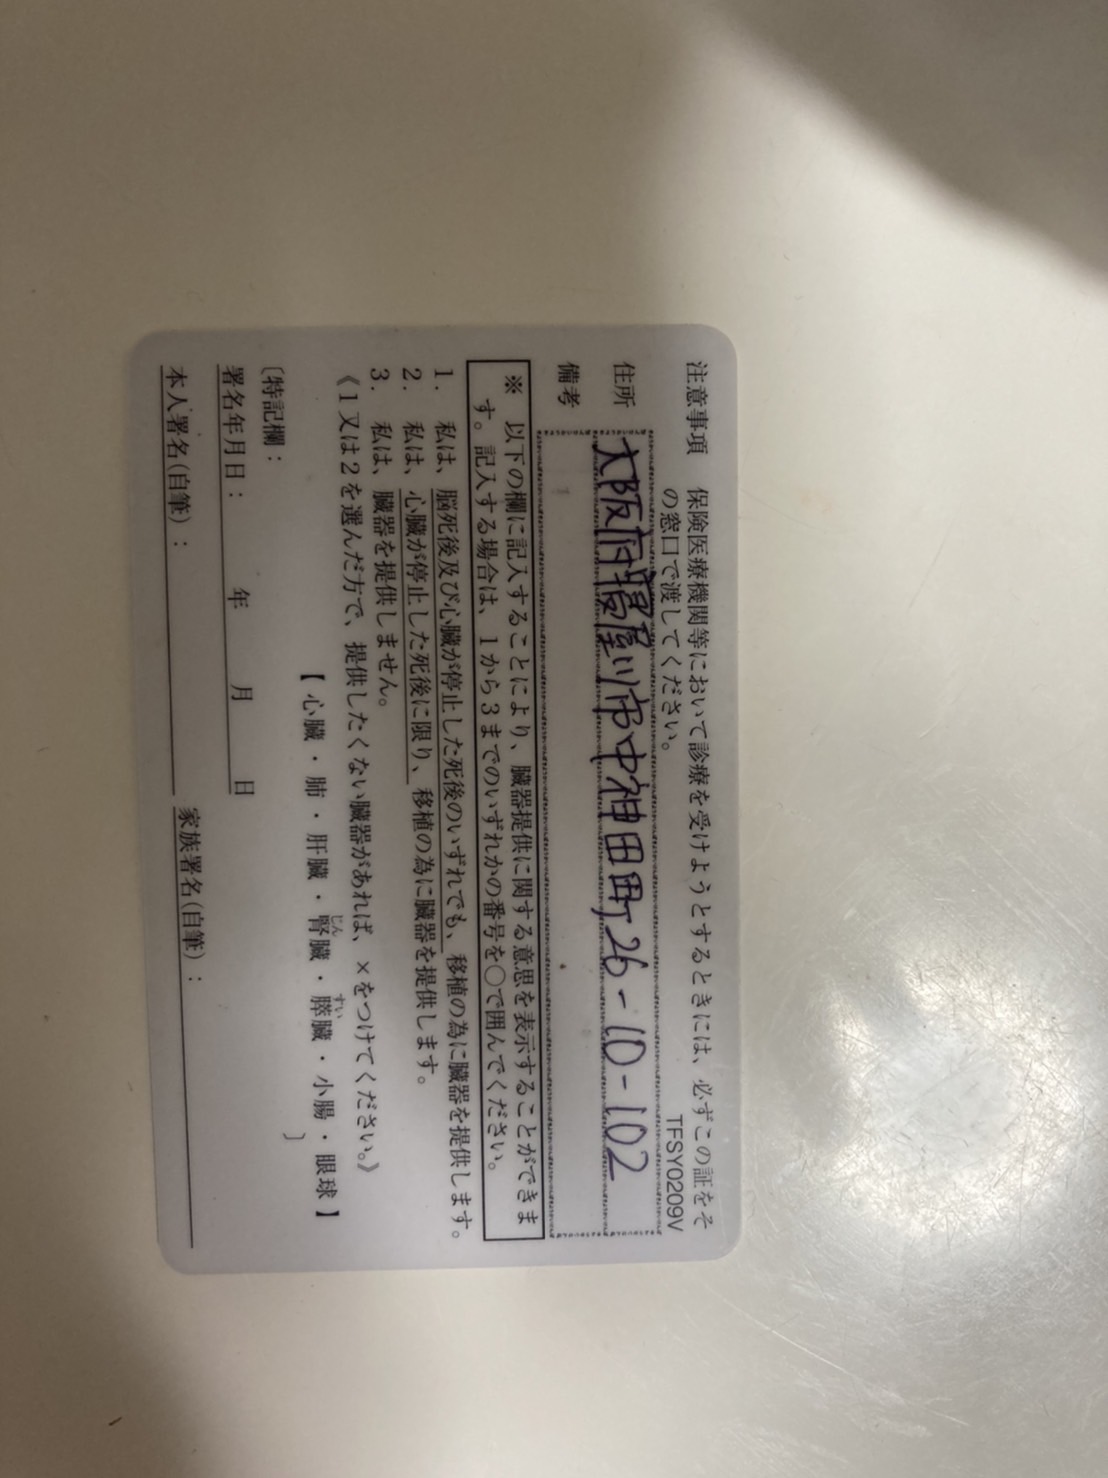 注意事項　保険医療機関等において診療を受けようとするときには、必ずこの証をそ
の窓口で渡してください。
TFSY0209V
住所　大阪府寝屋川市中神田町26-10-102
備考
※　以下の欄に記入することにより、臓器提供に関する意思を表示することができま
す。記入する場合は、1から3までのいずれかの番号を○で囲んでください。
1.　私は、脳死後及び心臓が停止した死後のいずれでも、移植の為に臓器を提供します。
2.　私は、心臓が停止した死後に限り、移植の為に臓器を提供します。
3.　私は、臓器を提供しません。
《1又は2を選んだ方で、提供したくない臓器があれば、×をつけてください。》
【 心臓・肺・肝臓・腎臓・膵臓・小腸・眼球 】
じん　すい
〔特記欄：　〕
署名年月日：　年　月　日
本人署名(自筆)：　家族署名(自筆)：